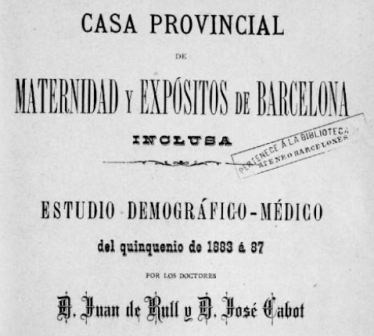 CASA PROVINCIAL
DE
MATERNIDAD Y EXPÓSITOS DE BARCELONA
INCLUSA
PERTENECE Á LA BIBLIOTECA
ATENEO BARCELONES
ESTUDIO DEMOGRÁFICO-MÉDICO
del quinquenio de 1883 á 87
POR LOS DOCTORES
D. Juan de Rull y D. José Cabot